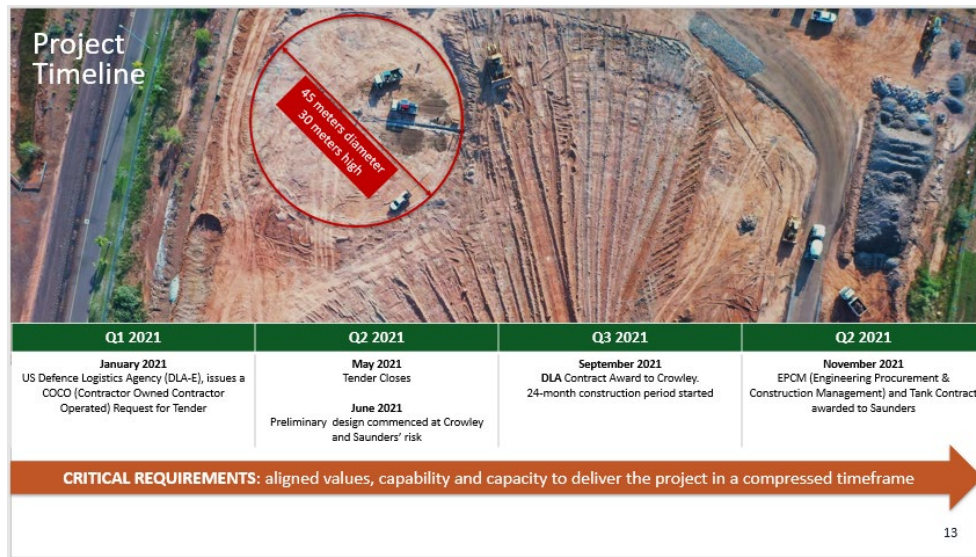 Project
Timeline
45 meters diameter
30 meters high
Q1 2021
January 2021
US Defence Logistics Agency (DLA-E), issues a
COCO (Contractor Owned Contractor
Operated) Request for Tender
Q2 2021
May 2021
Tender Closes
June 2021
Preliminary design commenced at Crowley
and Saunders' risk
Q3 2021
September 2021
DLA Contract Award to Crowley.
24-month construction period started
Q2 2021
November 2021
EPCM (Engineering Procurement &
Construction Management) and Tank Contract
awarded to Saunders
CRITICAL REQUIREMENTS: aligned values, capability and capacity to deliver the project in a compressed timeframe
13